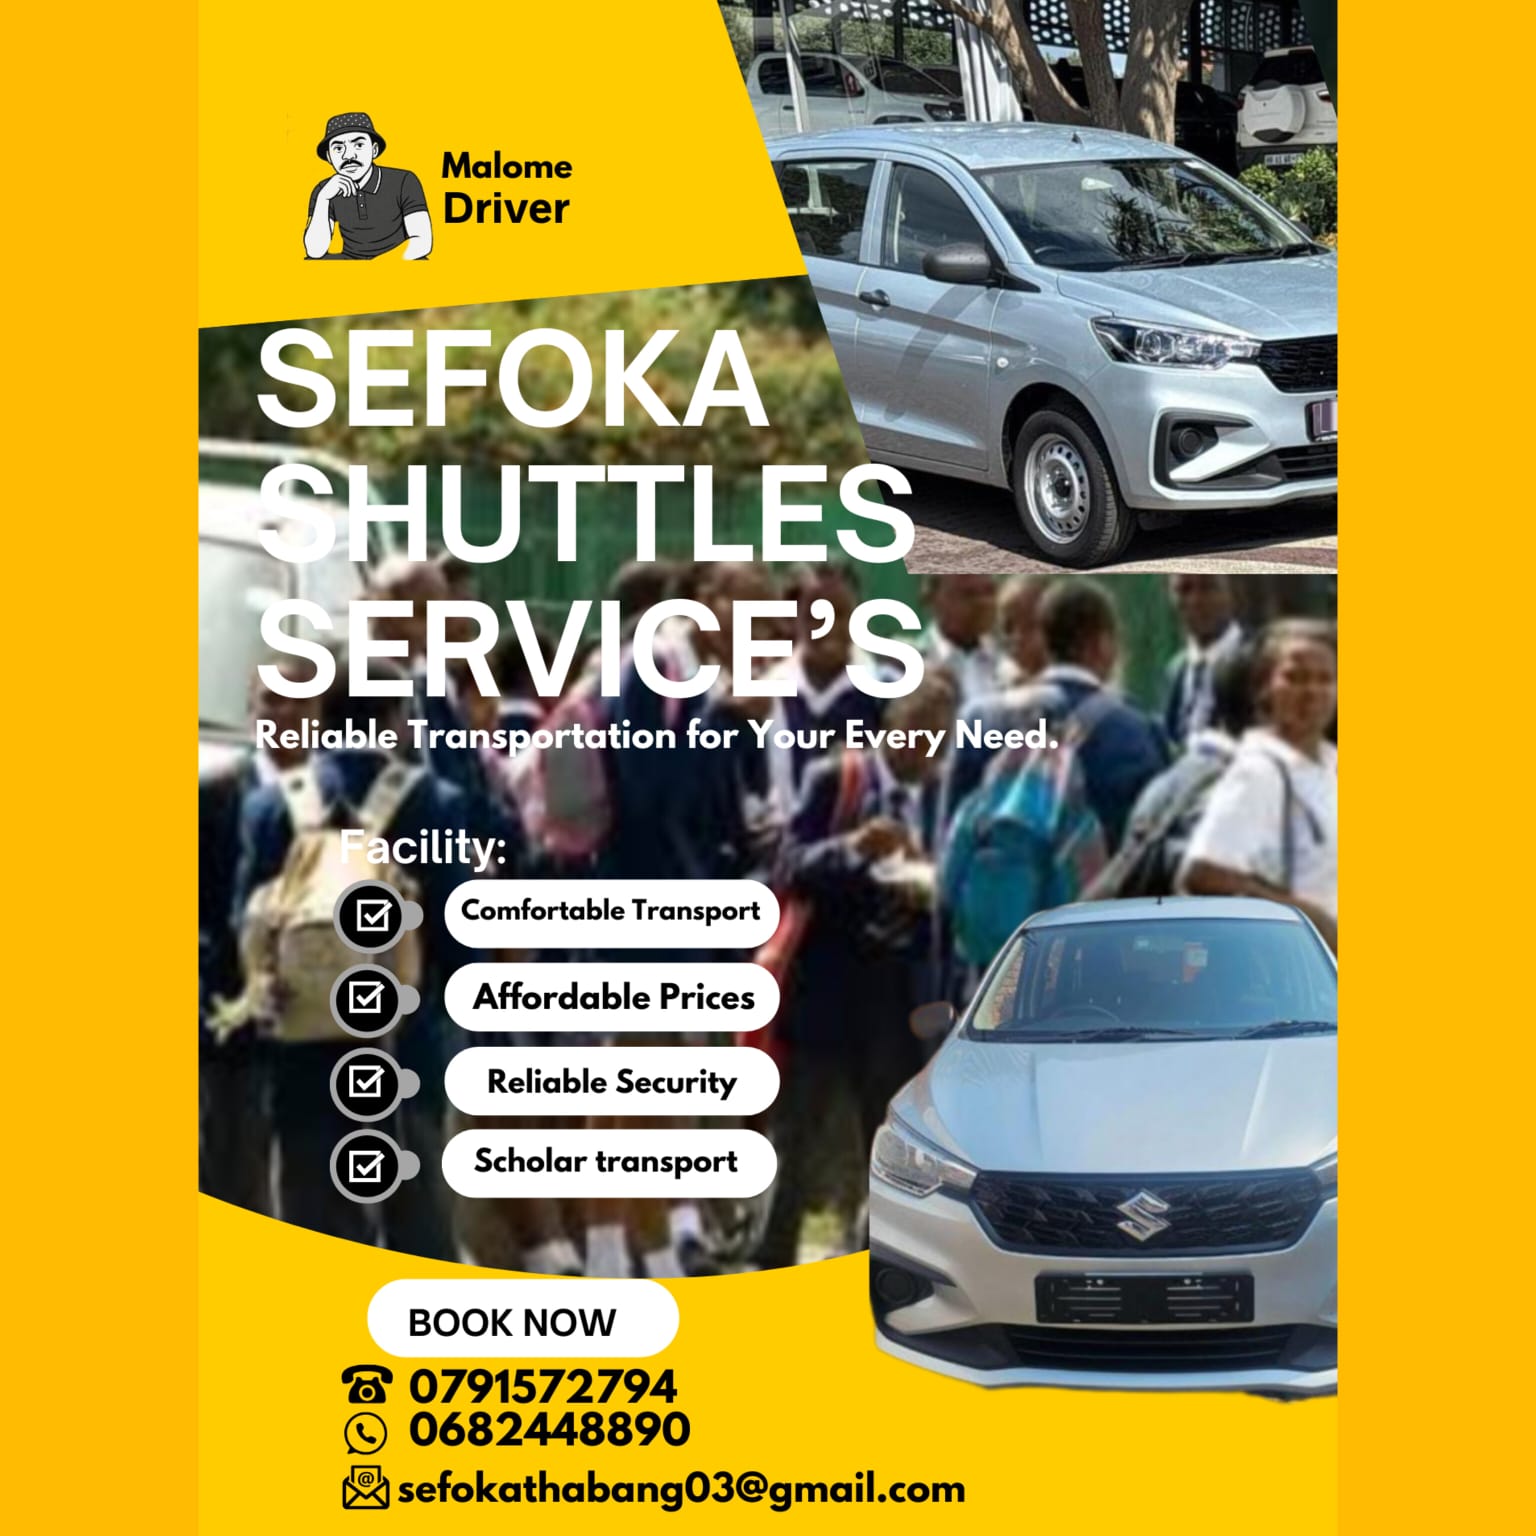 Malome
Driver
SEFOKA
SHUTTLES
SERVICE’S
Reliable Transportation for Your Every Need.
Facility:
Comfortable Transport
Affordable Prices
Reliable Security
Scholar transport
BOOK NOW
0791572794
0682448890
@
sefokathabang03@gmail.com